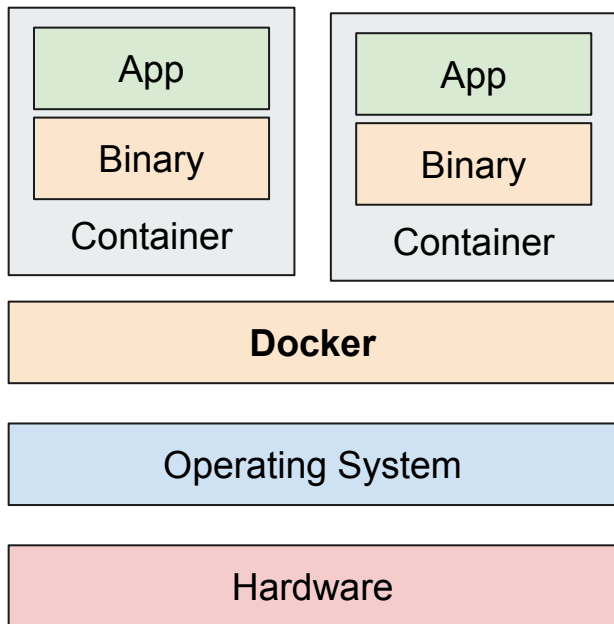 App
Binary
Container
App
Binary
Container
Docker
Operating System
Hardware